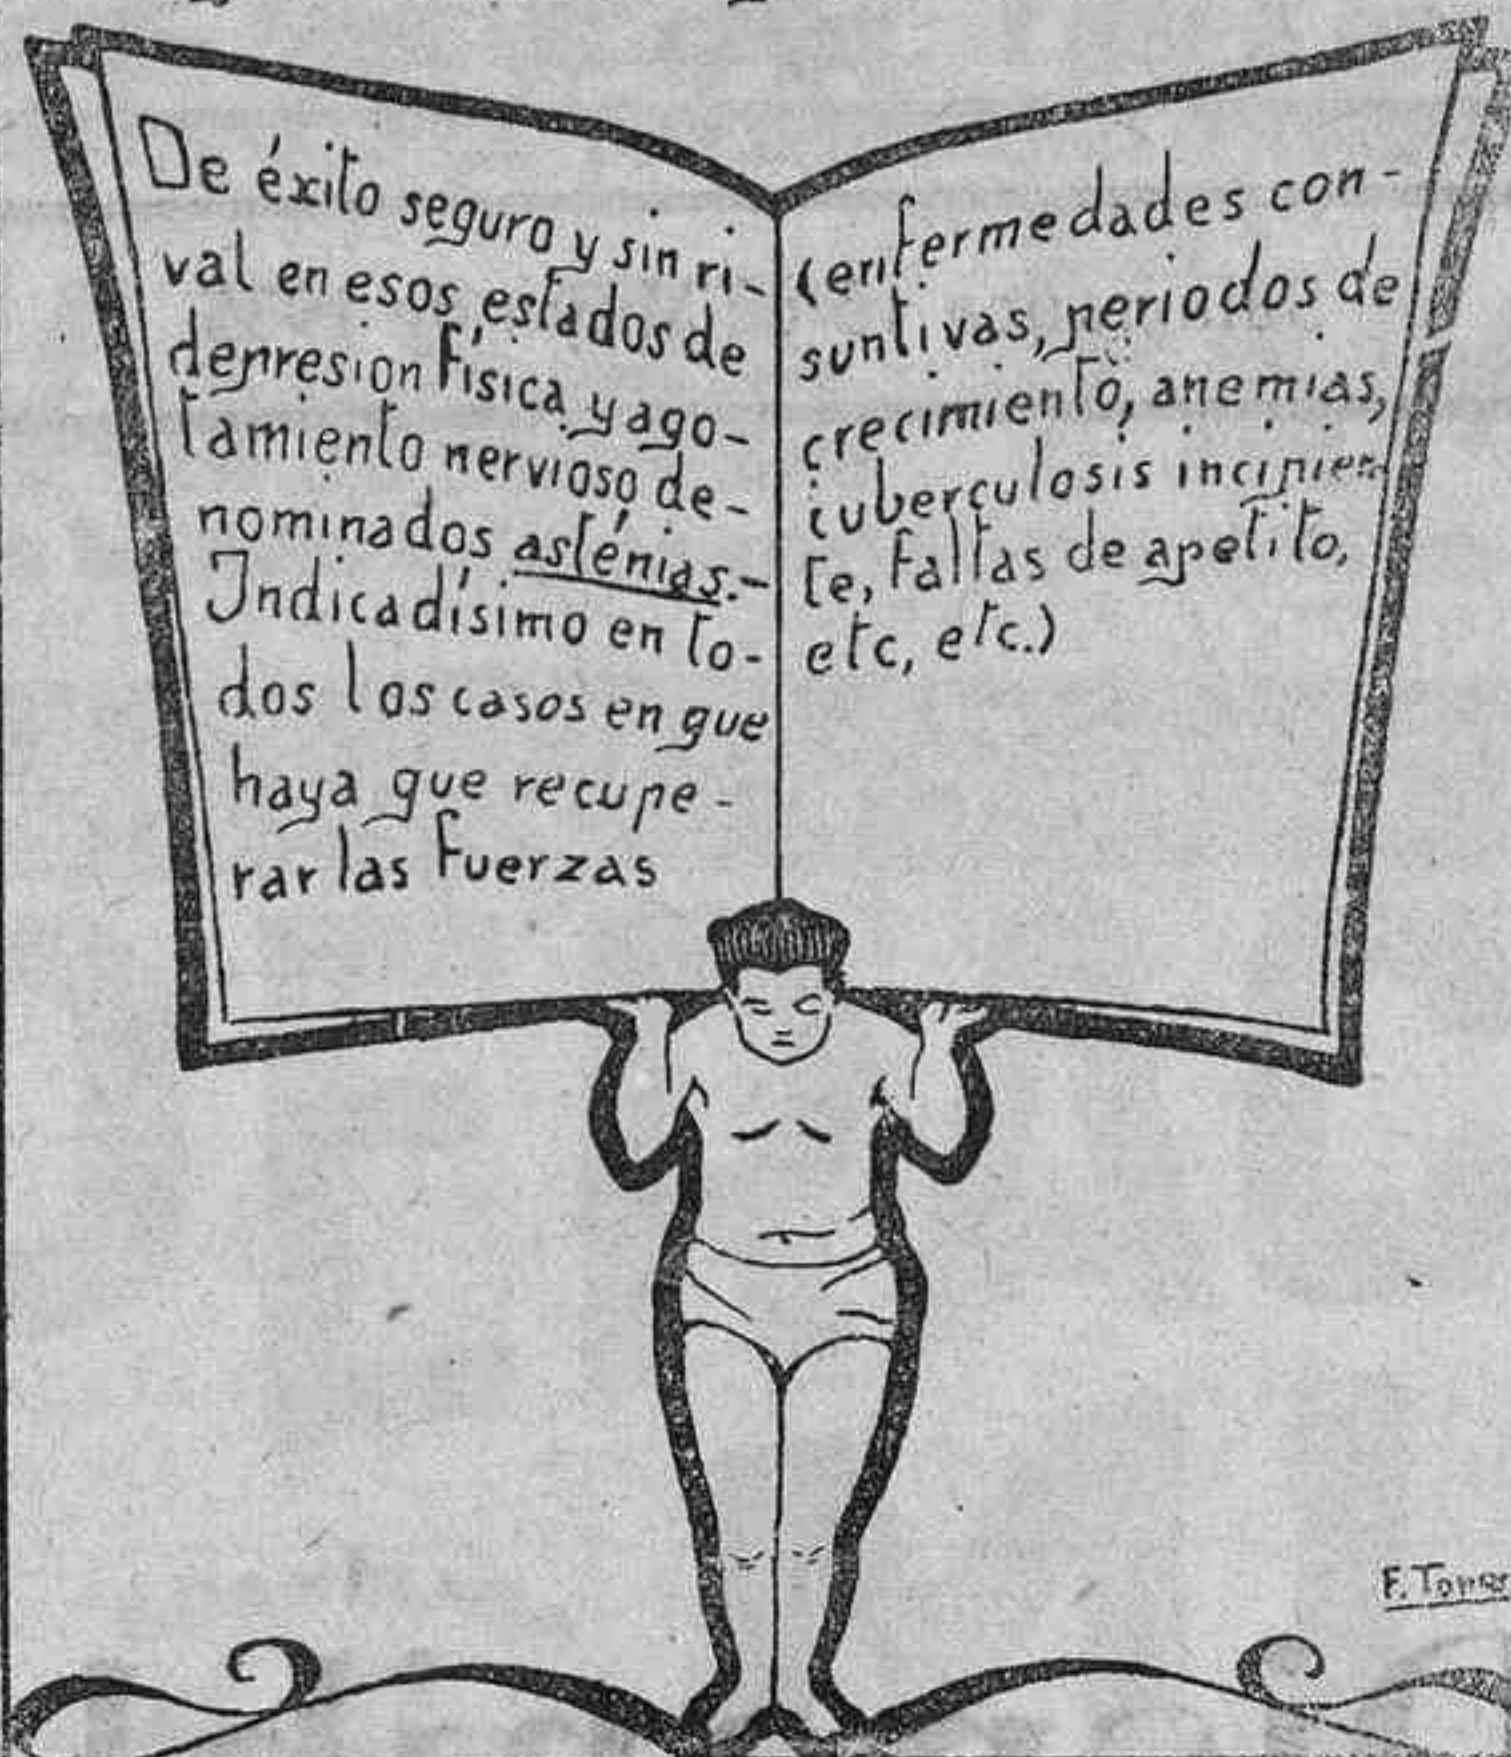 De éxito seguro y sin ri-
val en esos estados de
depresion física y ago-
tamiento nervioso de-
nominados asténias.-
Indicadísimo en to-
dos los casos en que
haya que recupe-
rar las fuerzas
(enfermedades con-
suntivas, periodos de
crecimiento, anemias,
tuberculosis incipien-
te, faltas de apetito,
etc, etc.)